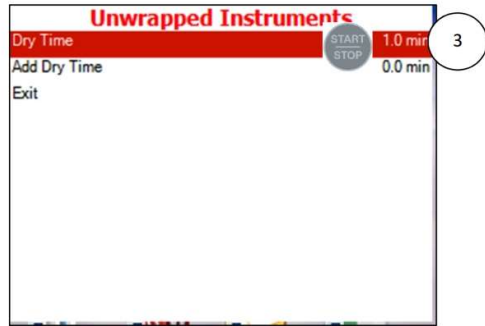 Unwrapped Instruments
Dry Time START STOP 1.0 min 3
Add Dry Time 0.0 min
Exit